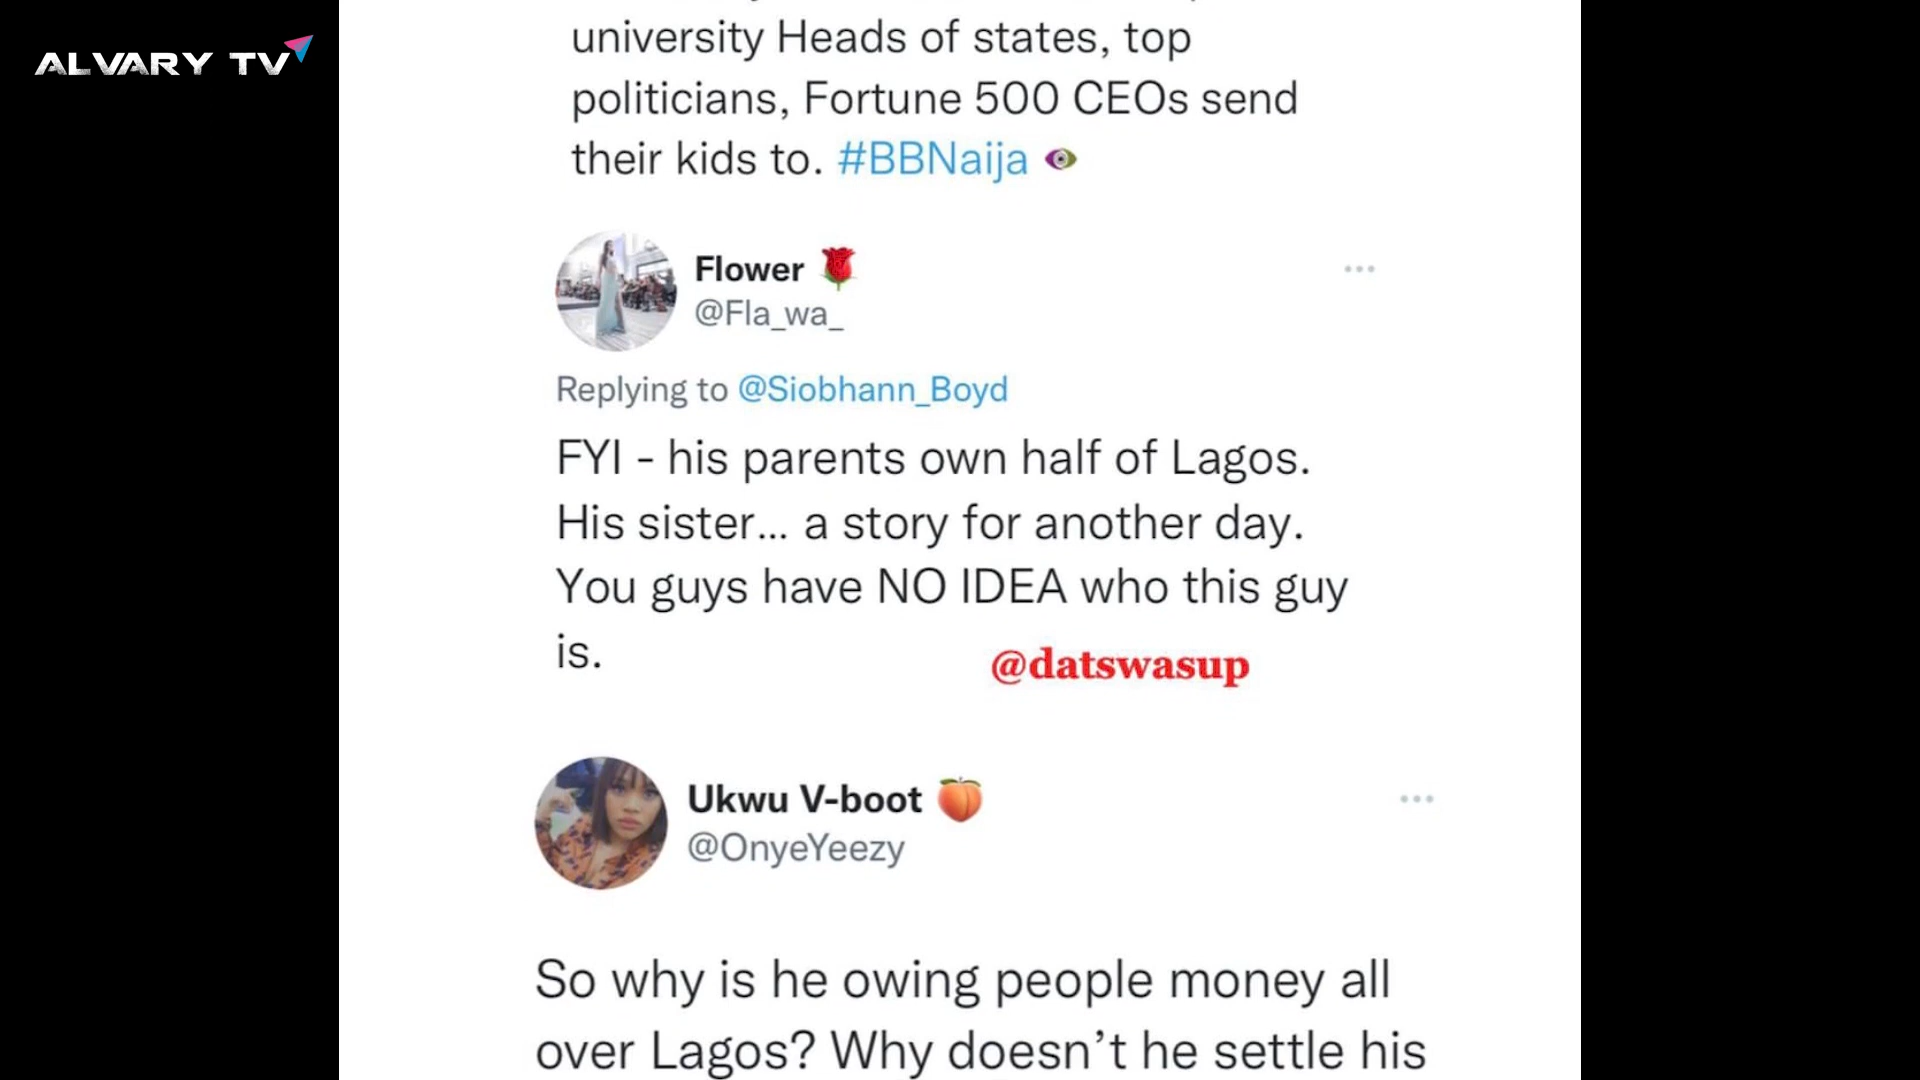 ALVARY TV
university Heads of states, top
politicians, Fortune 500 CEOs send
their kids to. #BBNaija
Flower 🌹
@Fla_wa_
Replying to @Siobhann_Boyd
FYI - his parents own half of Lagos.
His sister... a story for another day.
You guys have NO IDEA who this guy
is.
@datswasup
Ukwu V-boot 🍑
@OnyeYeezy
So why is he owing people money all
over Lagos? Why doesn't he settle his